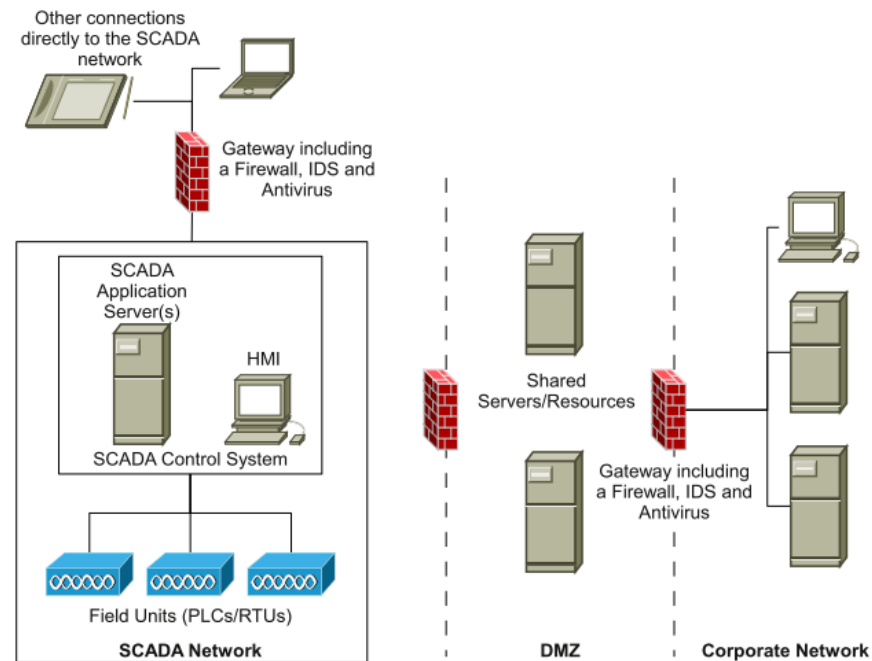 Other connections
directly to the SCADA
network
Gateway including
a Firewall, IDS and
Antivirus
SCADA
Application
Server(s)
HMI
SCADA Control System
Field Units (PLCs/RTUs)
SCADA Network
Shared
Servers/Resources
DMZ
Gateway including
a Firewall, IDS and
Antivirus
Corporate Network